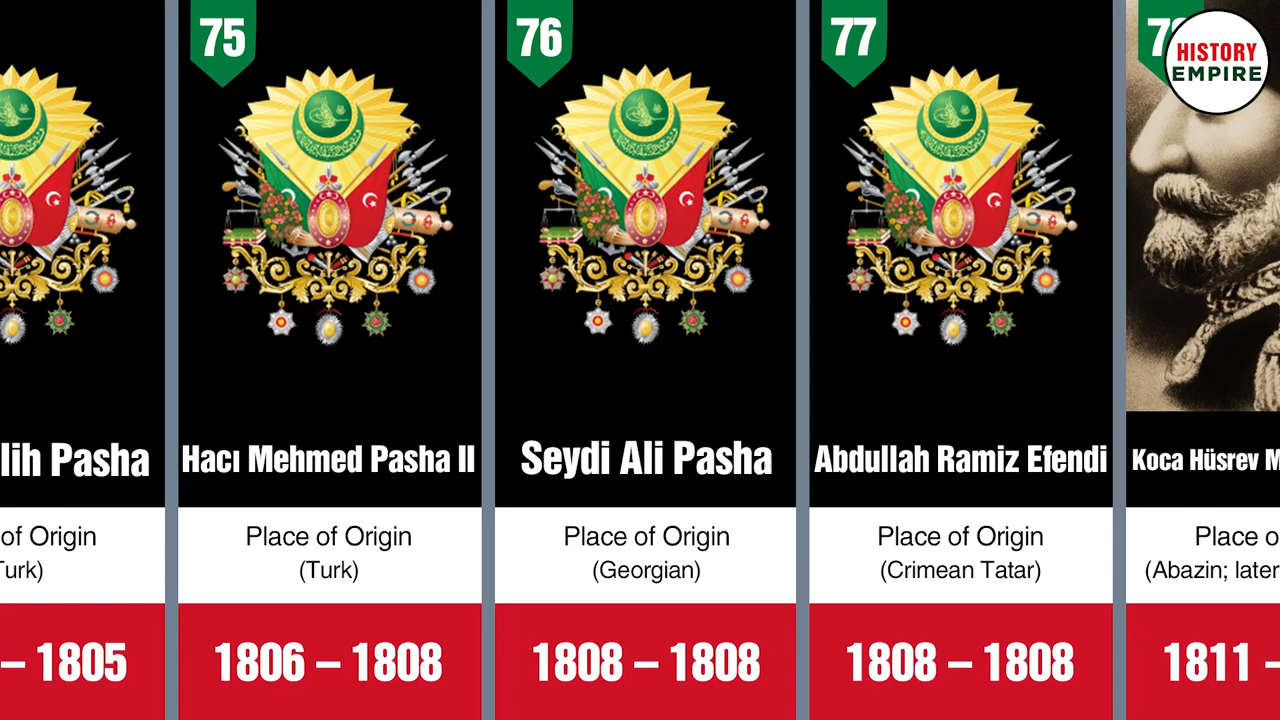 75
76
77
HISTORY
EMPIRE
lih Pasha
Hacı Mehmed Pasha II
Seydi Ali Pasha
Abdullah Ramiz Efendi
Koca Hüsrev M
of Origin
Place of Origin
Place of Origin
Place of Origin
Place o
Turk)
(Turk)
(Georgian)
(Crimean Tatar)
(Abazin; later
– 1805
1806 – 1808
1808 – 1808
1808 – 1808
1811 –